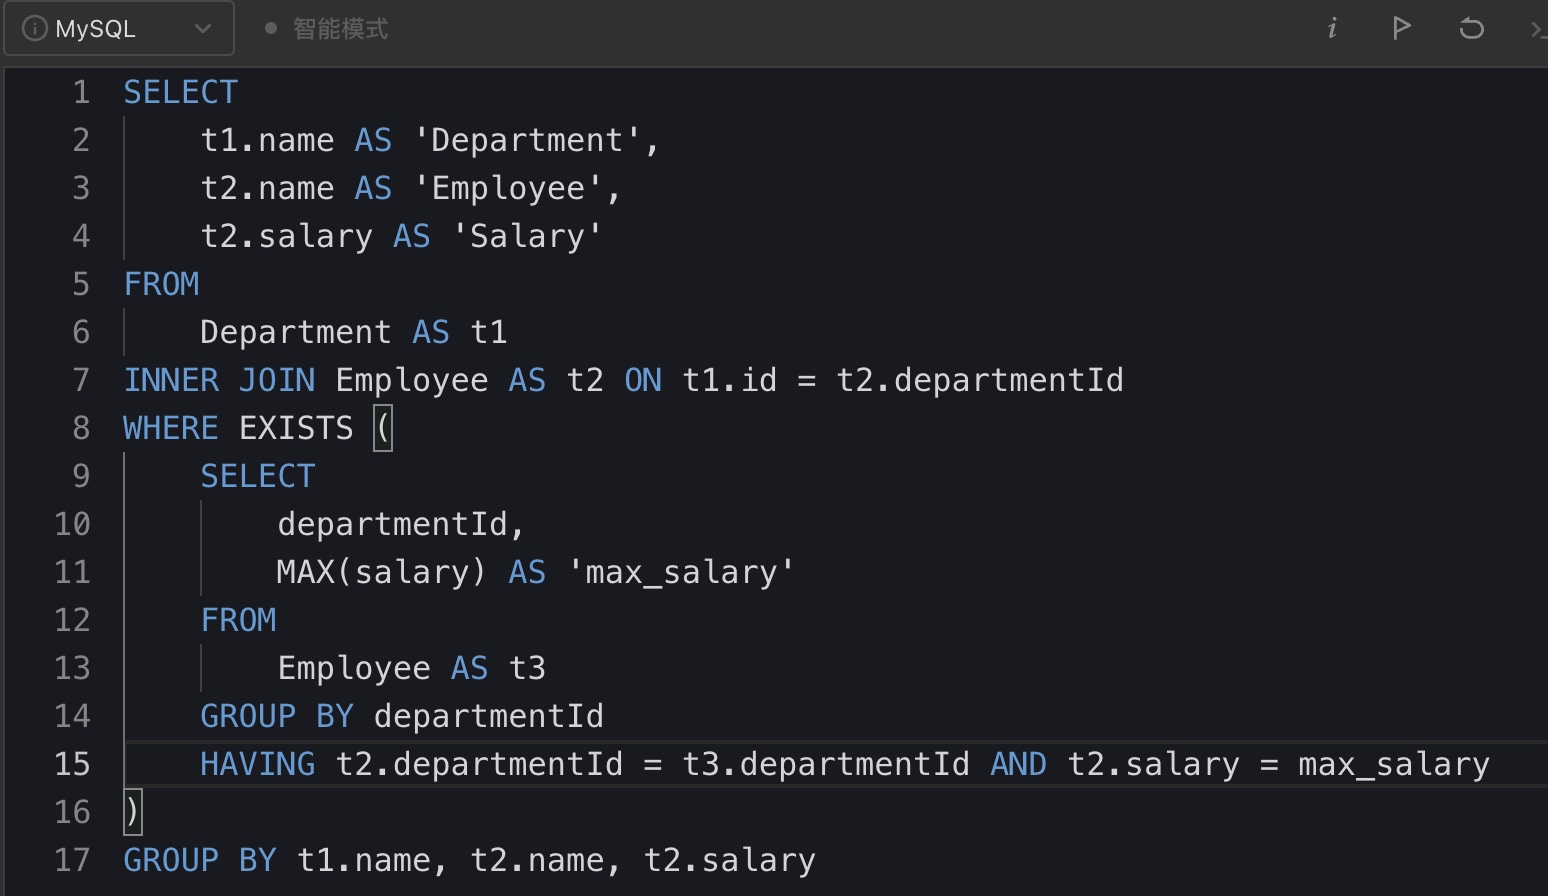 MySQL 智能模式
1 SELECT
2 t1.name AS 'Department',
3 t2.name AS 'Employee',
4 t2.salary AS 'Salary'
5 FROM
6 Department AS t1
7 INNER JOIN Employee AS t2 ON t1.id = t2.departmentId
8 WHERE EXISTS (
9 SELECT
10 departmentId,
11 MAX(salary) AS 'max_salary'
12 FROM
13 Employee AS t3
14 GROUP BY departmentId
15 HAVING t2.departmentId = t3.departmentId AND t2.salary = max_salary
16 )
17 GROUP BY t1.name, t2.name, t2.salary